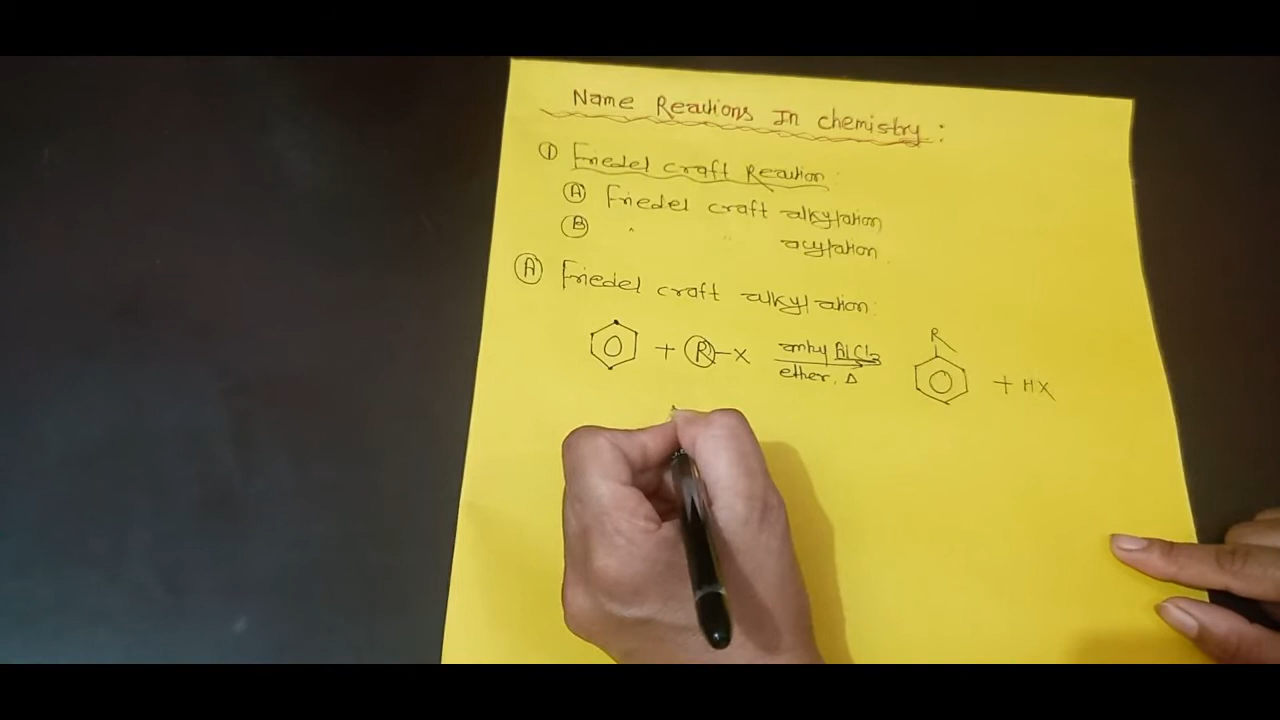 Name Reactions In chemistry:
① Friedel craft Reaction
Ⓐ Friedel craft alkylation
Ⓑ " " acylation
Ⓐ Friedel craft alkylation:
+ R-X anhy AlCl3 R + HX
ether, Δ